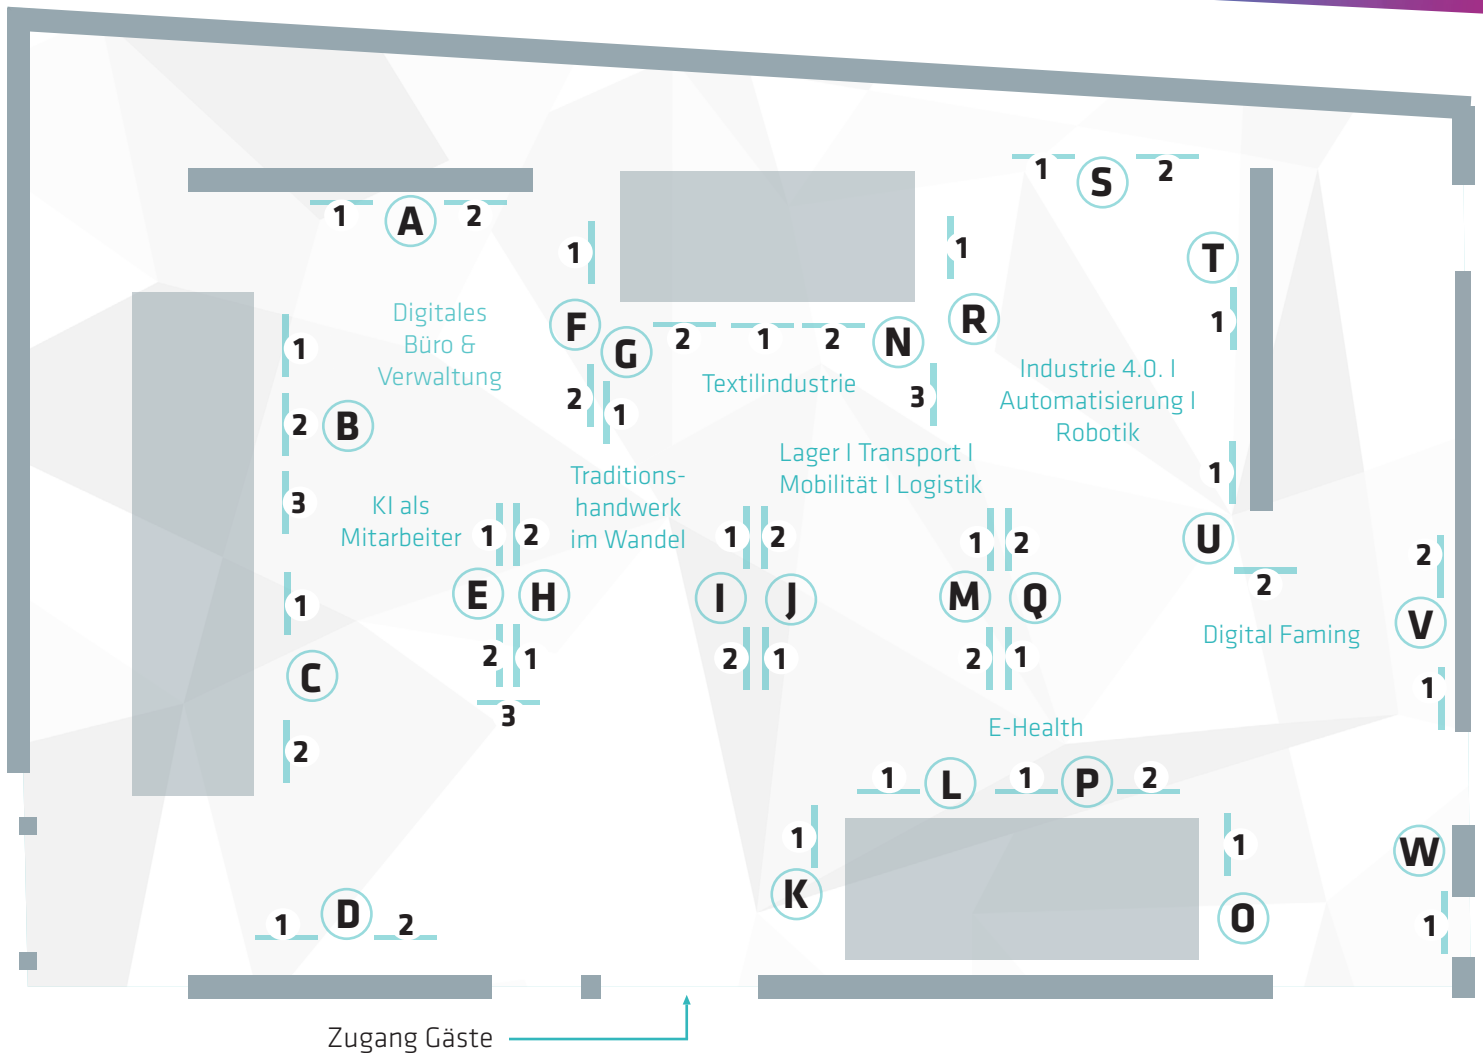 1 A 2
1 S 2
1
1
T
Digitales
Büro &
Verwaltung
F
G
2 1 2 N
R
1
1
Textilindustrie
Industrie 4.0. I
Automatisierung I
Robotik
2
1
3
2 B
3
Lager I Transport I
Mobilität I Logistik
1
Traditions-
handwerk
im Wandel
KI als
Mitarbeiter
1 2
1 2
1 2
U
2
2
E H
I J
M Q
1
V
Digital Faming
2 1
2 1
2 1
C
1
3
2
E-Health
1 L 1 P 2
1
K
1
O
W
1
1 D 2
Zugang Gäste